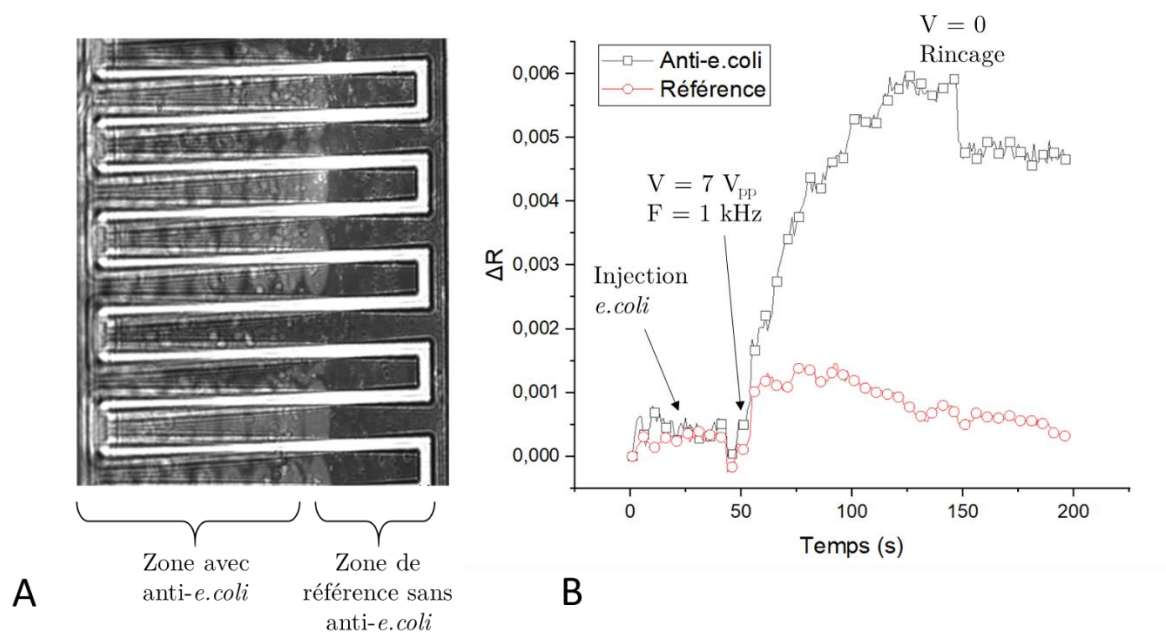 Zone avec
anti-e.coli
Zone de
référence sans
anti-e.coli
A
V = 0
Rincage
Anti-e.coli
Référence
V = 7 Vpp
F = 1 kHz
Injection
e.coli
ΔR
0,006
0,005
0,004
0,003
0,002
0,001
0,000
0 50 100 150 200
Temps (s)
B